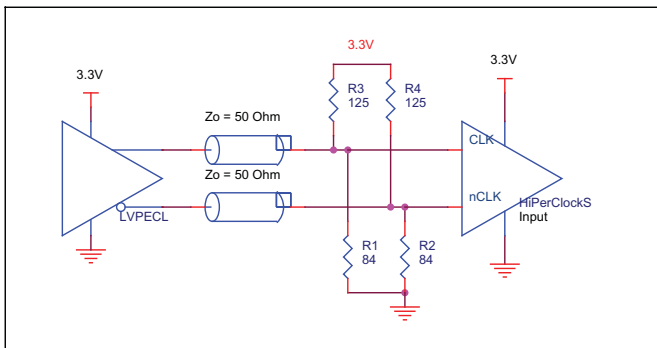 3.3V
3.3V
3.3V
R3
125
R4
125
Zo = 50 Ohm
CLK
Zo = 50 Ohm
nCLK
HiPerClockS
Input
LVPECL
R1
84
R2
84